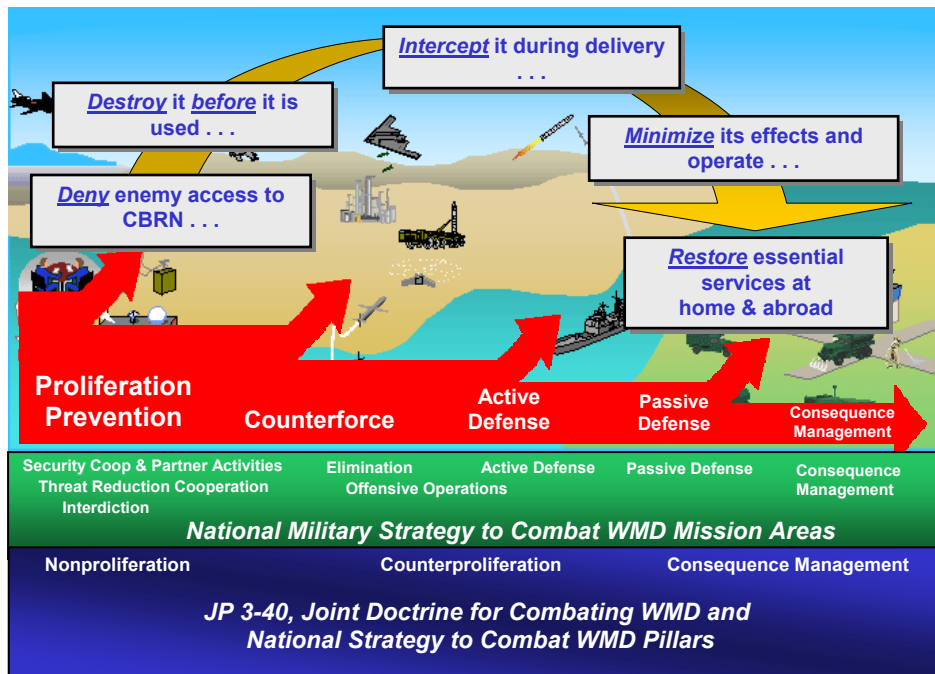 Intercept it during delivery
. . .
Destroy it before it is
used . . .
Minimize its effects and
operate . . .
Deny enemy access to
CBRN . . .
Restore essential
services at
home & abroad
Proliferation
Prevention
Counterforce
Active
Defense
Passive
Defense
Consequence
Management
Security Coop & Partner Activities
Threat Reduction Cooperation
Interdiction
Elimination
Offensive Operations
Active Defense
Passive Defense
Consequence
Management
National Military Strategy to Combat WMD Mission Areas
Nonproliferation
Counterproliferation
Consequence Management
JP 3-40, Joint Doctrine for Combating WMD and
National Strategy to Combat WMD Pillars